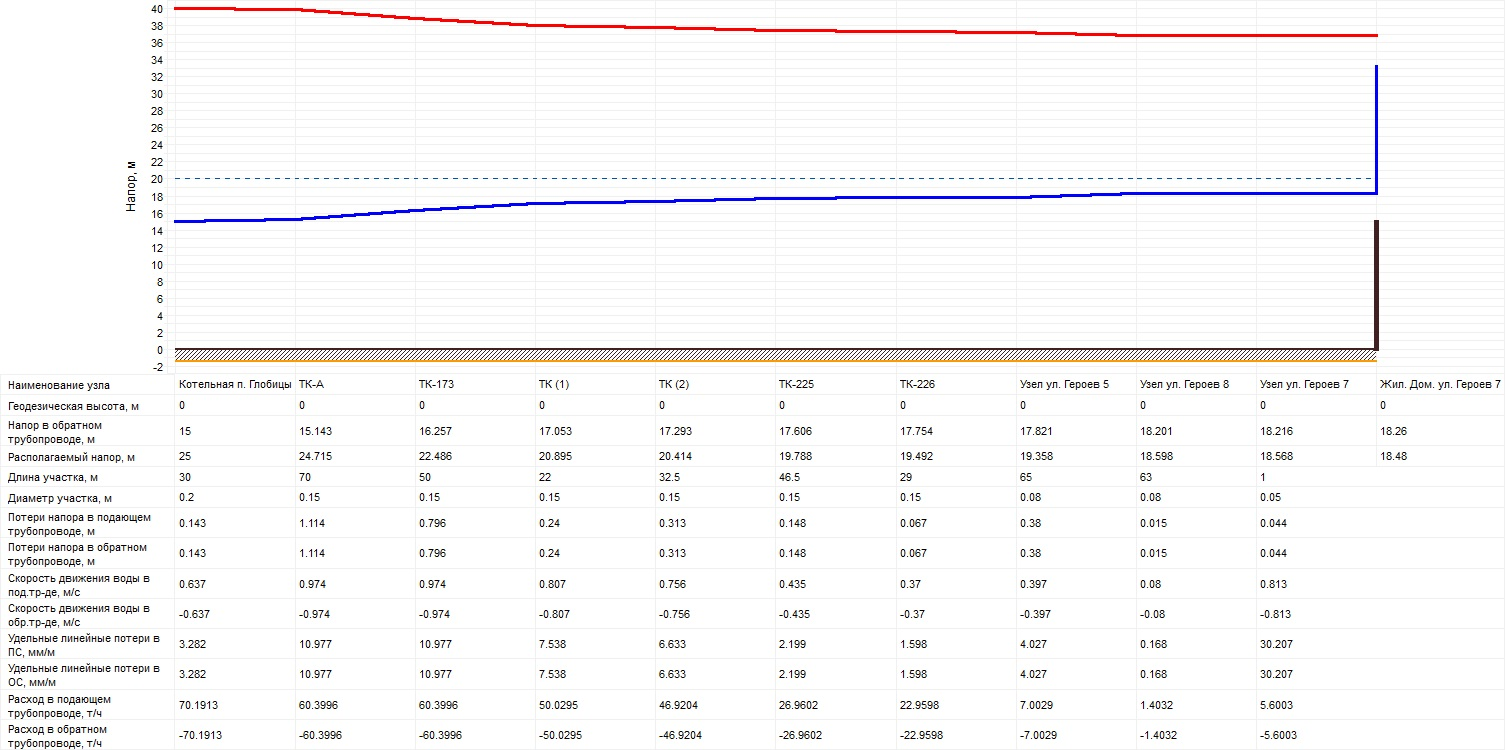 40
38
36
34
32
30
28
26
24
22
20
18
16
14
12
10
8
6
4
2
0
-2
Напор, м
Наименование узла Котельная п. Глобицы ТК-А ТК-173 ТК (1) ТК (2) ТК-225 ТК-226 Узел ул. Героев 5 Узел ул. Героев 8 Узел ул. Героев 7 Жил. Дом. ул. Героев 7
Геодезическая высота, м 0 0 0 0 0 0 0 0 0 0 0
Напор в обратном
трубопроводе, м 15 15.143 16.257 17.053 17.293 17.606 17.754 17.821 18.201 18.216 18.26
Располагаемый напор, м 25 24.715 22.486 20.895 20.414 19.788 19.492 19.358 18.598 18.568 18.48
Длина участка, м 30 70 50 22 32.5 46.5 29 65 63 1
Диаметр участка, м 0.2 0.15 0.15 0.15 0.15 0.15 0.15 0.08 0.08 0.05
Потери напора в подающем
трубопроводе, м 0.143 1.114 0.796 0.24 0.313 0.148 0.067 0.38 0.015 0.044
Потери напора в обратном
трубопроводе, м 0.143 1.114 0.796 0.24 0.313 0.148 0.067 0.38 0.015 0.044
Скорость движения воды в
под.тр-де, м/с 0.637 0.974 0.974 0.807 0.756 0.435 0.37 0.397 0.08 0.813
Скорость движения воды в
обр.тр-де, м/с -0.637 -0.974 -0.974 -0.807 -0.756 -0.435 -0.37 -0.397 -0.08 -0.813
Удельные линейные потери в
ПС, мм/м 3.282 10.977 10.977 7.538 6.633 2.199 1.598 4.027 0.168 30.207
Удельные линейные потери в
ОС, мм/м 3.282 10.977 10.977 7.538 6.633 2.199 1.598 4.027 0.168 30.207
Расход в подающем
трубопроводе, т/ч 70.1913 60.3996 60.3996 50.0295 46.9204 26.9602 22.9598 7.0029 1.4032 5.6003
Расход в обратном
трубопроводе, т/ч -70.1913 -60.3996 -60.3996 -50.0295 -46.9204 -26.9602 -22.9598 -7.0029 -1.4032 -5.6003